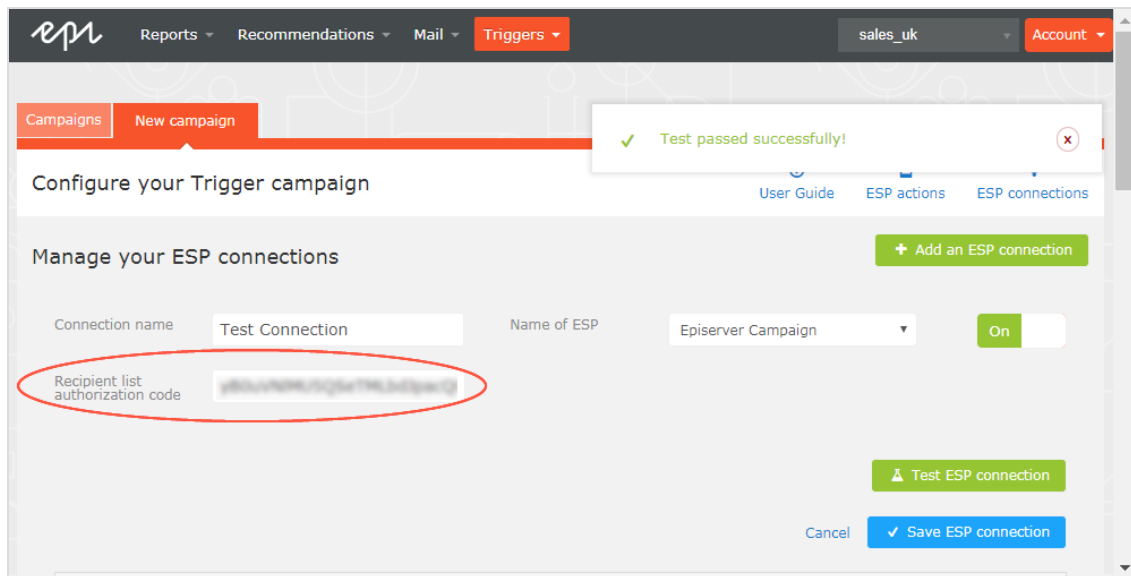 epi Reports Recommendations Mail Triggers sales_uk Account
Campaigns New campaign
Test passed successfully!
x
Configure your Trigger campaign
User Guide ESP actions ESP connections
Manage your ESP connections
+ Add an ESP connection
Connection name Test Connection Name of ESP Episerver Campaign On
Recipient list
authorization code
Test ESP connection
Cancel Save ESP connection